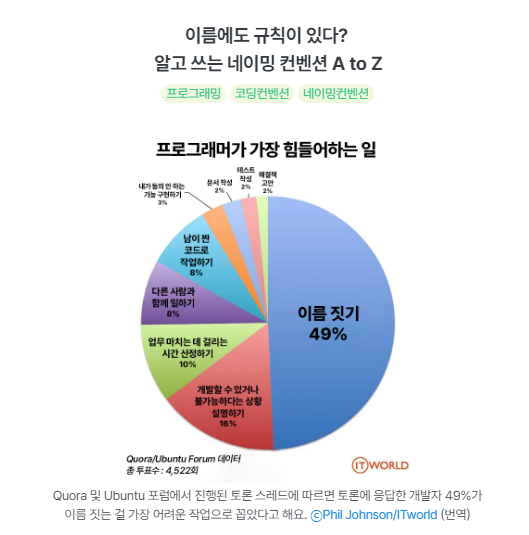 이름에도 규칙이 있다?
알고 쓰는 네이밍 컨벤션 A to Z
프로그래밍 코딩컨벤션 네이밍컨벤션
프로그래머가 가장 힘들어하는 일
내가 동의 안 하는
기능 구현하기
3%
문서 작성
2%
테스트
작성
2%
해결책
고안
2%
남이 짠
코드로
작업하기
8%
다른 사람과
함께 일하기
8%
업무 마치는 데 걸리는
시간 산정하기
10%
개발할 수 있거나
불가능하다는 상황
설명하기
16%
이름 짓기
49%
Quora/Ubuntu Forum 데이터
총 투표수 : 4,522회
ITWORLD
Quora 및 Ubuntu 포럼에서 진행된 토론 스레드에 따르면 토론에 응답한 개발자 49%가
이름 짓는 걸 가장 어려운 작업으로 꼽았다고 해요. ⓒPhil Johnson/ITworld (번역)